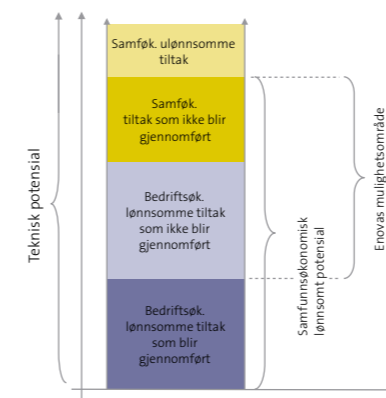 Teknisk potensial
Samføk. ulønnsomme
tiltak
Samføk.
tiltak som ikke blir
gjennomført
Bedriftsøk.
lønnsomme tiltak
som ikke blir
gjennomført
Bedriftsøk.
lønnsomme tiltak
som blir
gjennomført
Samfunnsøkonomisk
lønnsomt potensial
Enovas mulighetsområde